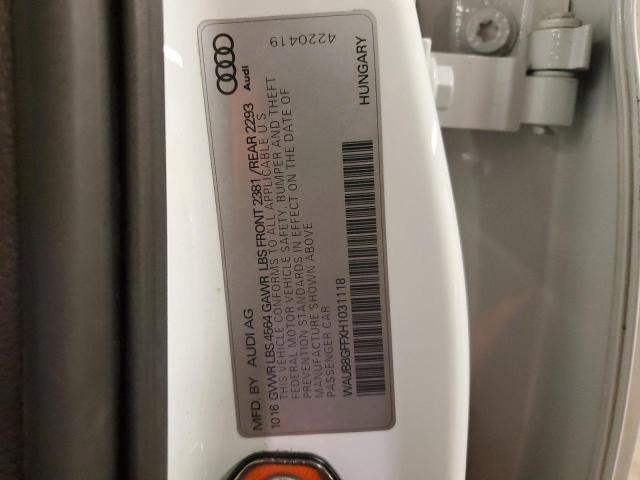 MFD. BY AUDI AG
1016 GVWR LBS 4564 GAWR LBS FRONT 2381 / REAR 2293
THIS VEHICLE CONFORMS TO ALL APPLICABLE U S
FEDERAL MOTOR VEHICLE SAFETY, BUMPER AND THEFT
PREVENTION STANDARDS IN EFFECT ON THE DATE OF
MANUFACTURE SHOWN ABOVE
PASSENGER CAR
WAUB8GFFXH1031118
Audi
4220419
HUNGARY